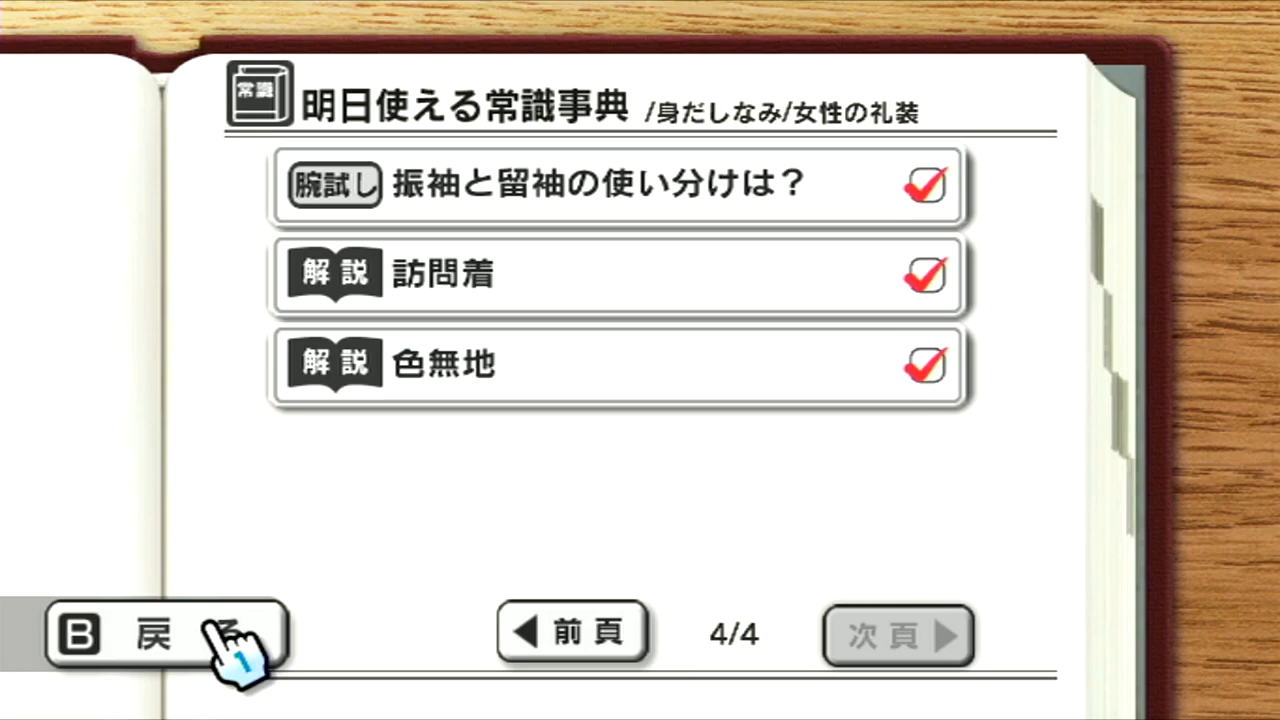 常識
明日使える常識事典 /身だしなみ/女性の礼装
腕試し 振袖と留袖の使い分けは？
解説 訪問着
解説 色無地
B 戻る
1
前頁
4/4
次頁